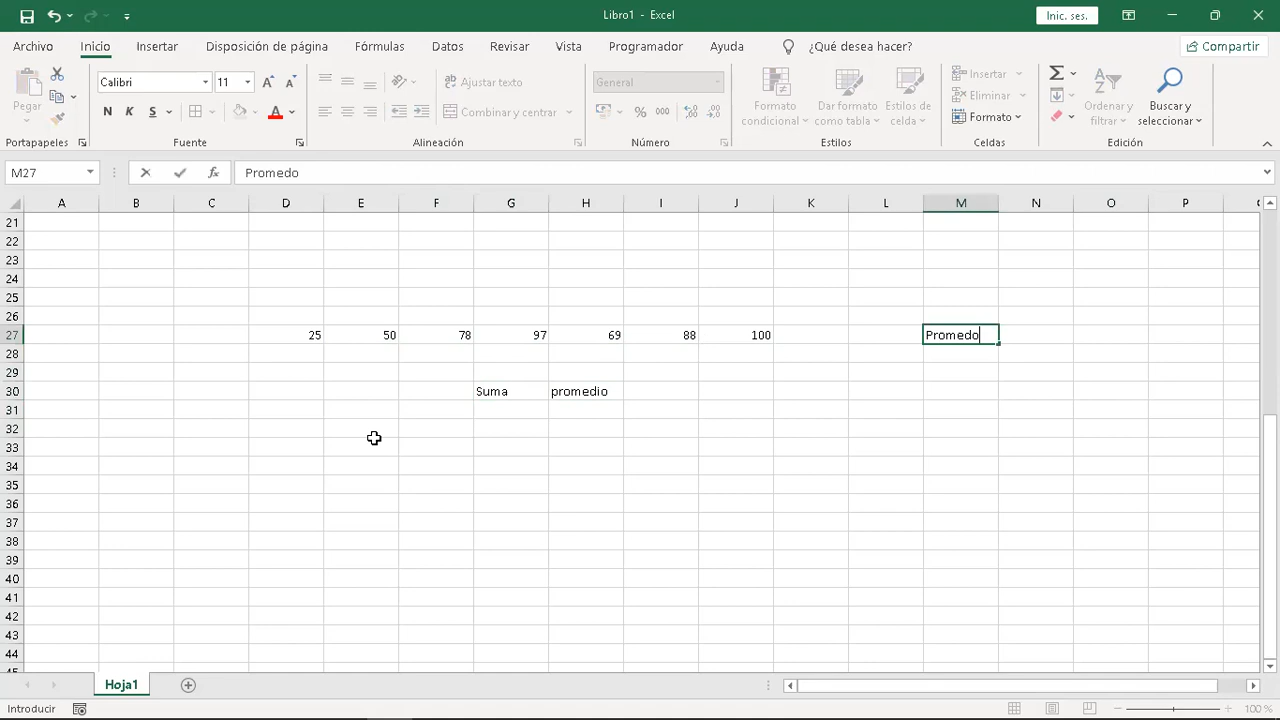 Libro1 - Excel
Inic. ses.
Archivo Inicio Insertar Disposición de página Fórmulas Datos Revisar Vista Programador Ayuda ¿Qué desea hacer? Compartir
Pegar
Calibri 11
N K S A
Ajustar texto
Combinar y centrar
General
% 000
Formato condicional
Dar formato como tabla
Estilos de celda
Insertar
Eliminar
Formato
Ordenar y filtrar
Buscar y seleccionar
Portapapeles Fuente Alineación Número Estilos Celdas Edición
M27 fx Promedo
A B C D E F G H I J K L M N O P
21
22
23
24
25
26
27 25 50 78 97 69 88 100 Promedo
28
29
30 Suma promedio
31
32
33
34
35
36
37
38
39
40
41
42
43
44
Hoja1
Introducir 100 %